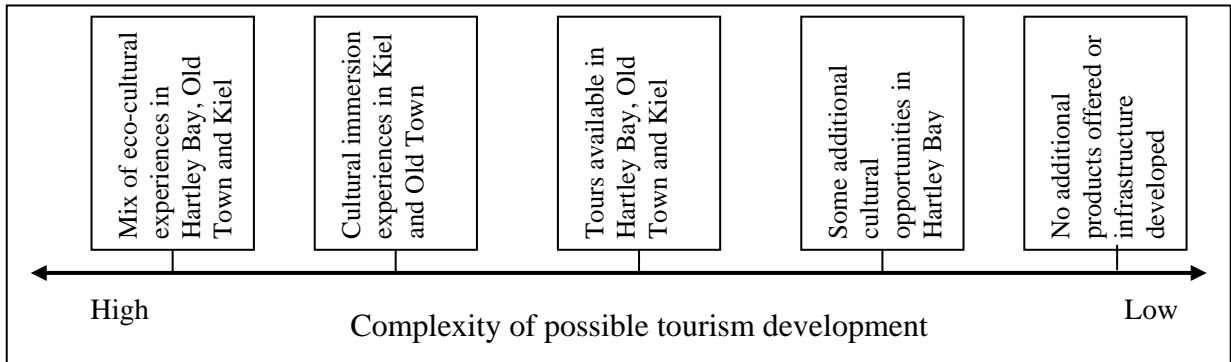 Mix of eco-cultural
experiences in
Hartley Bay, Old
Town and Kiel
Cultural immersion
experiences in Kiel
and Old Town
Tours available in
Hartley Bay, Old
Town and Kiel
Some additional
cultural
opportunities in
Hartley Bay
No additional
products offered or
infrastructure
developed
High
Low
Complexity of possible tourism development